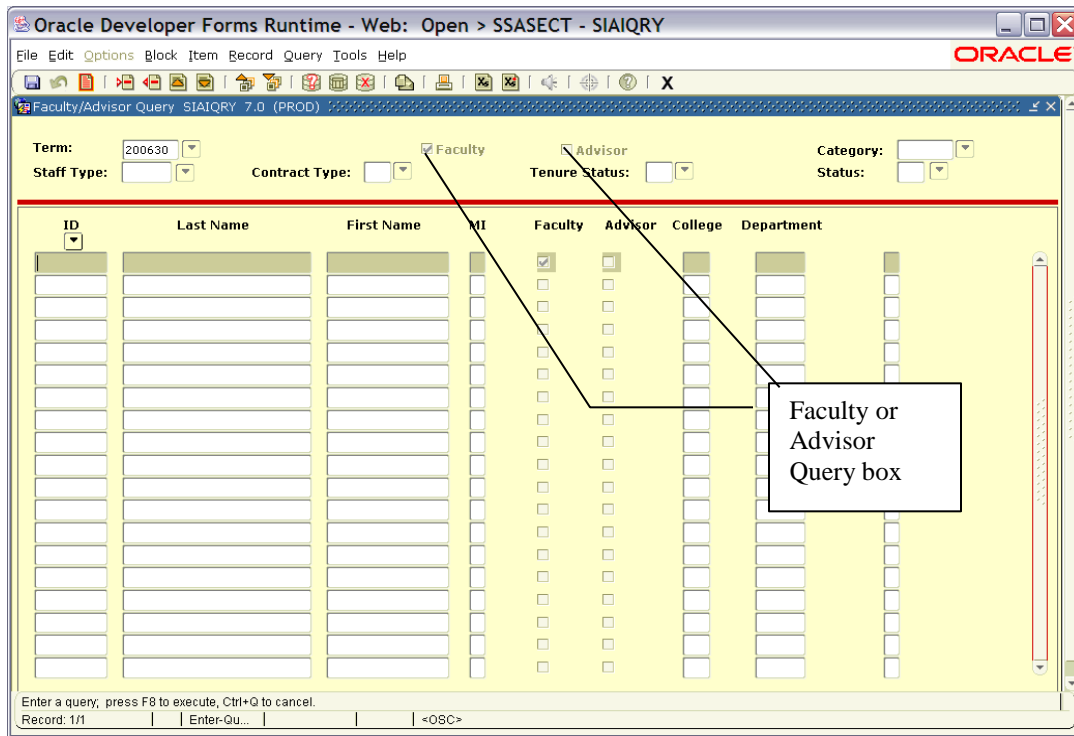 Oracle Developer Forms Runtime - Web: Open > SSASECT - SIAIQRY
File Edit Options Block Item Record Query Tools Help
ORACLE
Faculty/Advisor Query SIAIQRY 7.0 (PROD)
Term: 200630 Faculty Advisor Category:
Staff Type: Contract Type: Tenure Status: Status:
ID Last Name First Name MI Faculty Advisor College Department
Faculty or
Advisor
Query box
Enter a query; press F8 to execute, Ctrl+Q to cancel.
Record: 1/1 Enter-Qu... <OSC>